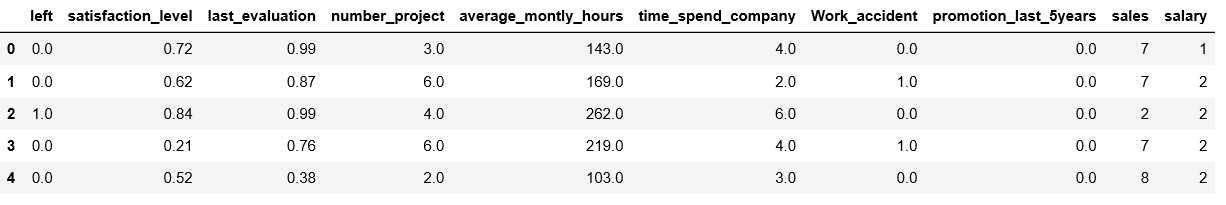 left satisfaction_level last_evaluation number_project average_montly_hours time_spend_company Work_accident promotion_last_5years sales salary
0 0.0 0.72 0.99 3.0 143.0 4.0 0.0 0.0 7 1
1 0.0 0.62 0.87 6.0 169.0 2.0 1.0 0.0 7 2
2 1.0 0.84 0.99 4.0 262.0 6.0 0.0 0.0 2 2
3 0.0 0.21 0.76 6.0 219.0 4.0 1.0 0.0 7 2
4 0.0 0.52 0.38 2.0 103.0 3.0 0.0 0.0 8 2